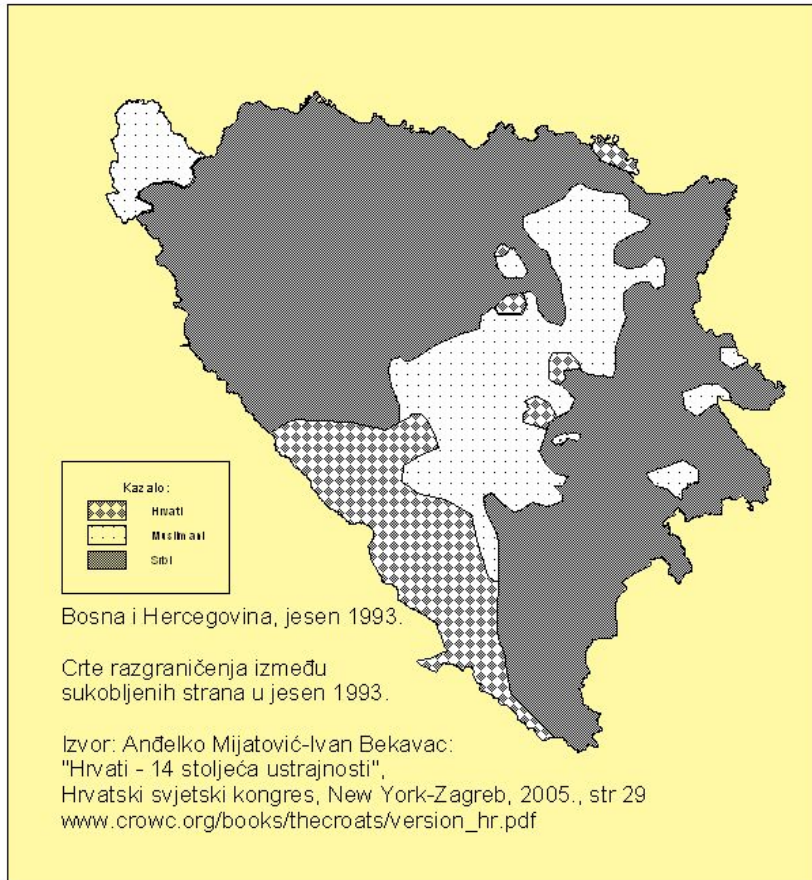 Kazalo:
Hrvati
Muslimani
Srbi
Bosna i Hercegovina, jesen 1993.
Crte razgraničenja između
sukobljenih strana u jesen 1993.
Izvor: Anđelko Mijatović-Ivan Bekavac:
"Hrvati - 14 stoljeća ustrajnosti",
Hrvatski svjetski kongres, New York-Zagreb, 2005., str 29
www.crowc.org/books/thecroats/version_hr.pdf